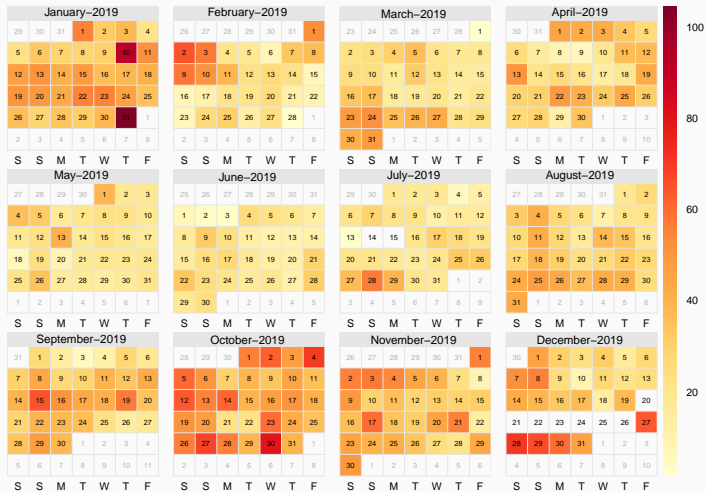 January−2019
29 30 31 1 2 3 4
5 6 7 8 9 10 11
12 13 14 15 16 17 18
19 20 21 22 23 24 25
26 27 28 29 30 31 1
2 3 4 5 6 7 8
S S M T W T F
February−2019
26 27 28 29 30 31 1
2 3 4 5 6 7 8
9 10 11 12 13 14 15
16 17 18 19 20 21 22
23 24 25 26 27 28 1
2 3 4 5 6 7 8
S S M T W T F
March−2019
23 24 25 26 27 28 1
2 3 4 5 6 7 8
9 10 11 12 13 14 15
16 17 18 19 20 21 22
23 24 25 26 27 28 29
30 31 1 2 3 4 5
S S M T W T F
April−2019
30 31 1 2 3 4 5
6 7 8 9 10 11 12
13 14 15 16 17 18 19
20 21 22 23 24 25 26
27 28 29 30 1 2 3
4 5 6 7 8 9 10
S S M T W T F
May−2019
27 28 29 30 1 2 3
4 5 6 7 8 9 10
11 12 13 14 15 16 17
18 19 20 21 22 23 24
25 26 27 28 29 30 31
1 2 3 4 5 6 7
S S M T W T F
June−2019
25 26 27 28 29 30 31
1 2 3 4 5 6 7
8 9 10 11 12 13 14
15 16 17 18 19 20 21
22 23 24 25 26 27 28
29 30 1 2 3 4 5
S S M T W T F
July−2019
29 30 1 2 3 4 5
6 7 8 9 10 11 12
13 14 15 16 17 18 19
20 21 22 23 24 25 26
27 28 29 30 31 1 2
3 4 5 6 7 8 9
S S M T W T F
August−2019
27 28 29 30 31 1 2
3 4 5 6 7 8 9
10 11 12 13 14 15 16
17 18 19 20 21 22 23
24 25 26 27 28 29 30
31 1 2 3 4 5 6
S S M T W T F
September−2019
31 1 2 3 4 5 6
7 8 9 10 11 12 13
14 15 16 17 18 19 20
21 22 23 24 25 26 27
28 29 30 1 2 3 4
5 6 7 8 9 10 11
S S M T W T F
October−2019
28 29 30 1 2 3 4
5 6 7 8 9 10 11
12 13 14 15 16 17 18
19 20 21 22 23 24 25
26 27 28 29 30 31 1
2 3 4 5 6 7 8
S S M T W T F
November−2019
26 27 28 29 30 31 1
2 3 4 5 6 7 8
9 10 11 12 13 14 15
16 17 18 19 20 21 22
23 24 25 26 27 28 29
30 1 2 3 4 5 6
S S M T W T F
December−2019
30 1 2 3 4 5 6
7 8 9 10 11 12 13
14 15 16 17 18 19 20
21 22 23 24 25 26 27
28 29 30 31 1 2 3
4 5 6 7 8 9 10
S S M T W T F
100
80
60
40
20